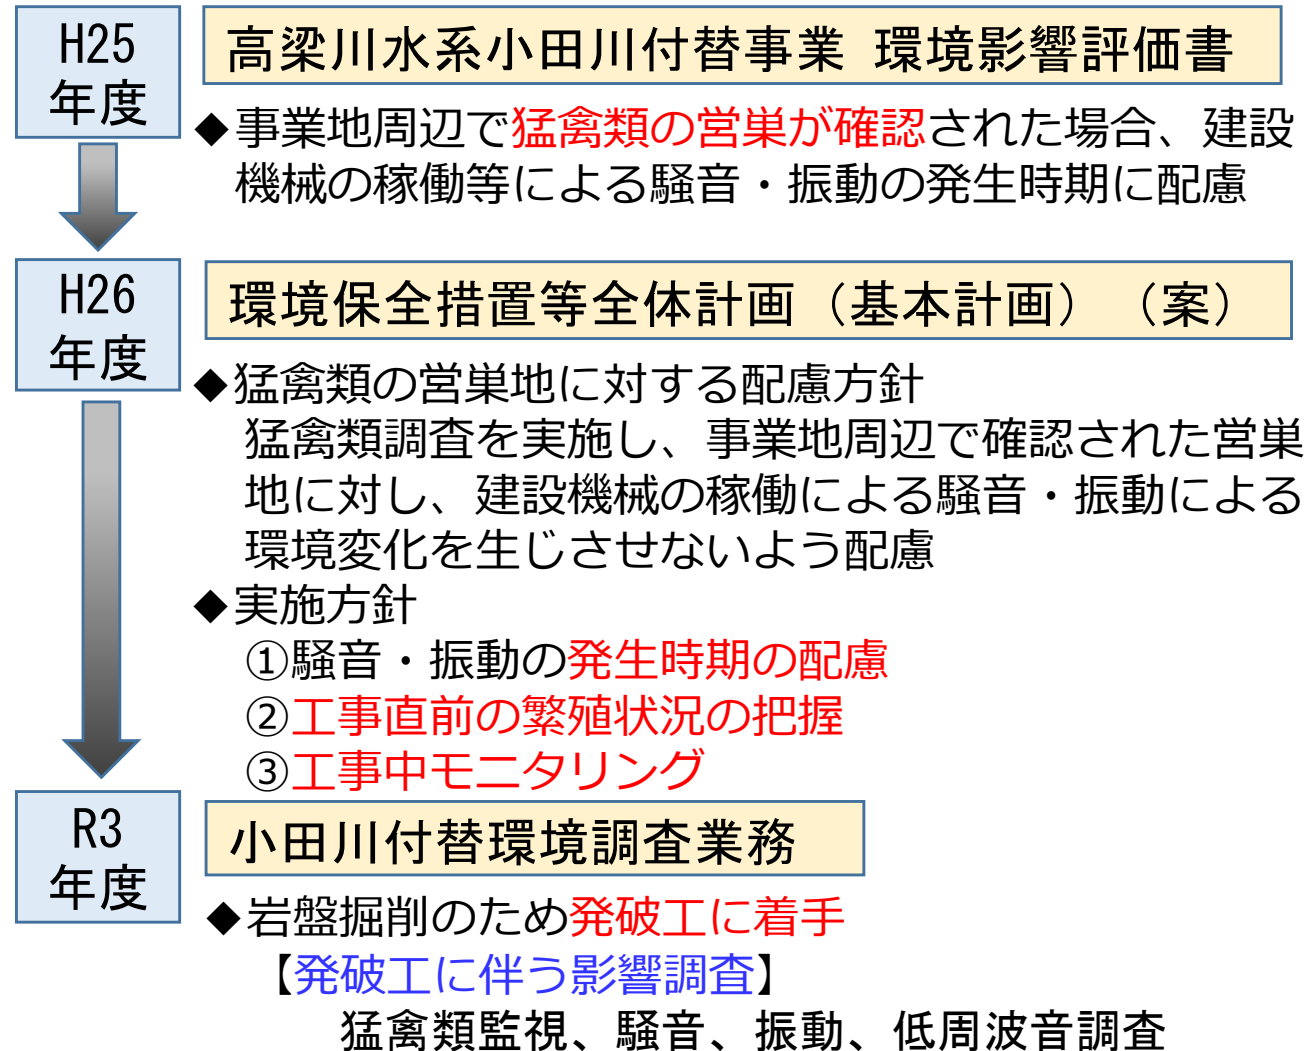 H25
年度
高梁川水系小田川付替事業 環境影響評価書
◆事業地周辺で猛禽類の営巣が確認された場合、建設
機械の稼働等による騒音・振動の発生時期に配慮
H26
年度
環境保全措置等全体計画（基本計画）（案）
◆猛禽類の営巣地に対する配慮方針
猛禽類調査を実施し、事業地周辺で確認された営巣
地に対し、建設機械の稼働による騒音・振動による
環境変化を生じさせないよう配慮
◆実施方針
①騒音・振動の発生時期の配慮
②工事直前の繁殖状況の把握
③工事中モニタリング
R3
年度
小田川付替環境調査業務
◆岩盤掘削のため発破工に着手
【発破工に伴う影響調査】
猛禽類監視、騒音、振動、低周波音調査